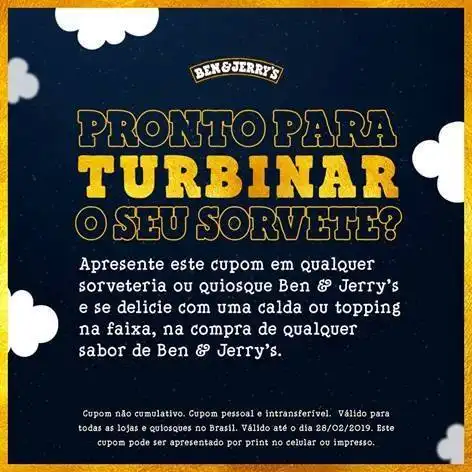 BEN&JERRY'S
PRONTO PARA
TURBINAR
O SEU SORVETE?
Apresente este cupom em qualquer
sorveteria ou quiosque Ben & Jerry's
e se delicie com uma calda ou topping
na faixa, na compra de qualquer
sabor de Ben & Jerry's.
Cupom não cumulativo. Cupom pessoal e intransferível. Válido para
todas as lojas e quiosques no Brasil. Válido até o dia 28/02/2019. Este
cupom pode ser apresentado por print no celular ou impresso.